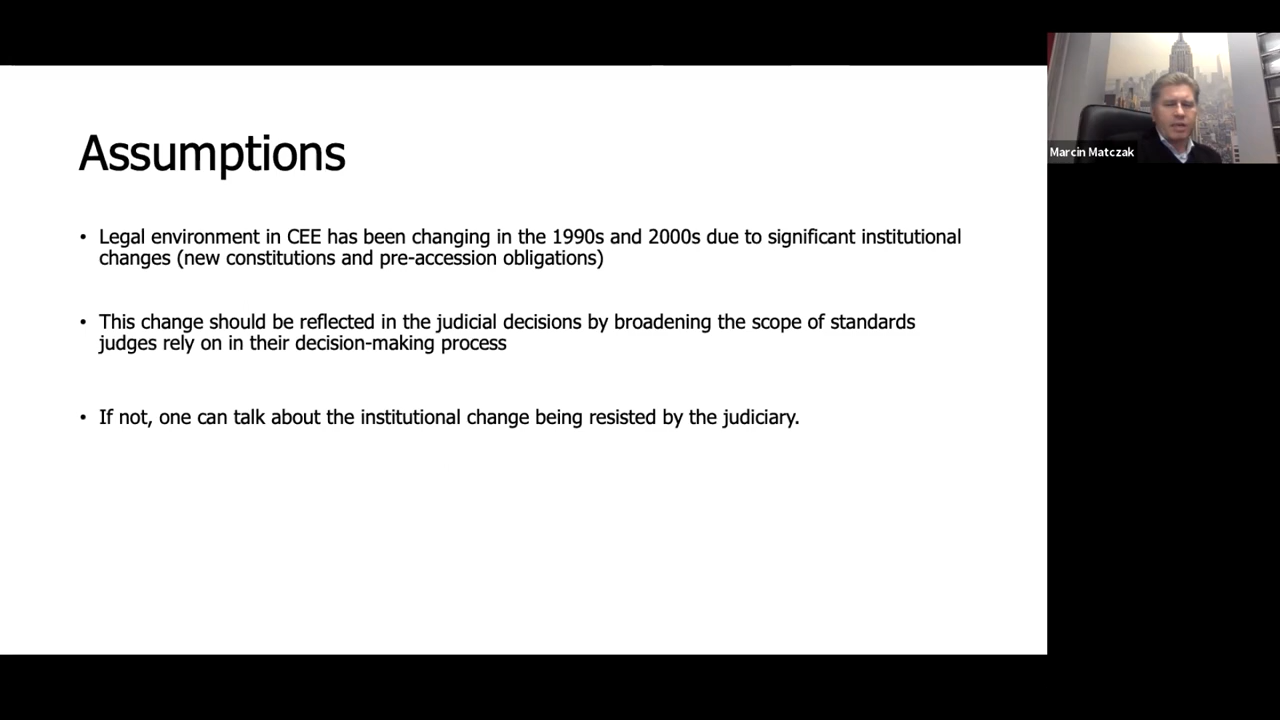 Assumptions
• Legal environment in CEE has been changing in the 1990s and 2000s due to significant institutional
changes (new constitutions and pre-accession obligations)
• This change should be reflected in the judicial decisions by broadening the scope of standards
judges rely on in their decision-making process
• If not, one can talk about the institutional change being resisted by the judiciary.
Marcin Matczak